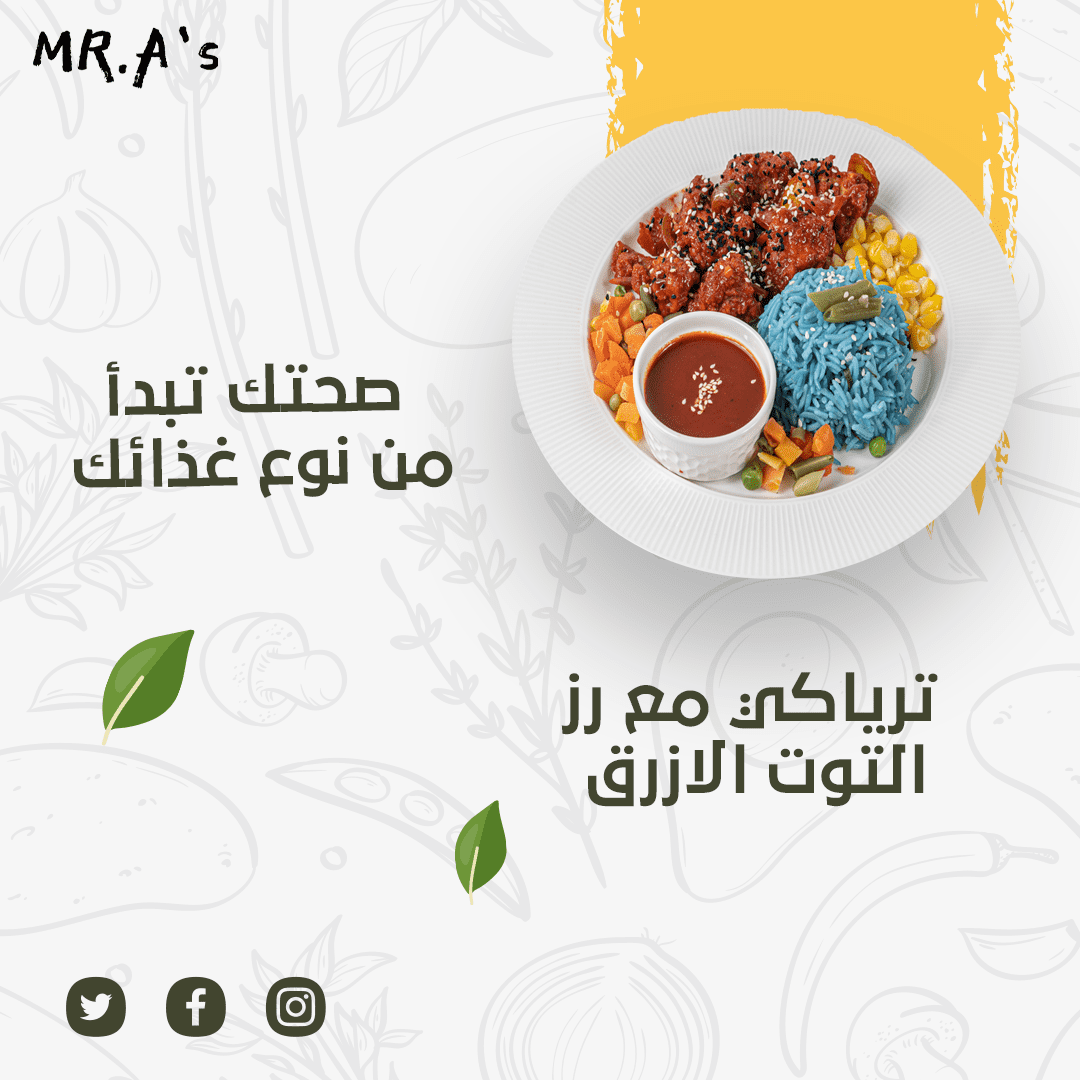 MR.A's
صحتك تبدأ
من نوع غذائك
ترياكي مع رز
التوت الازرق